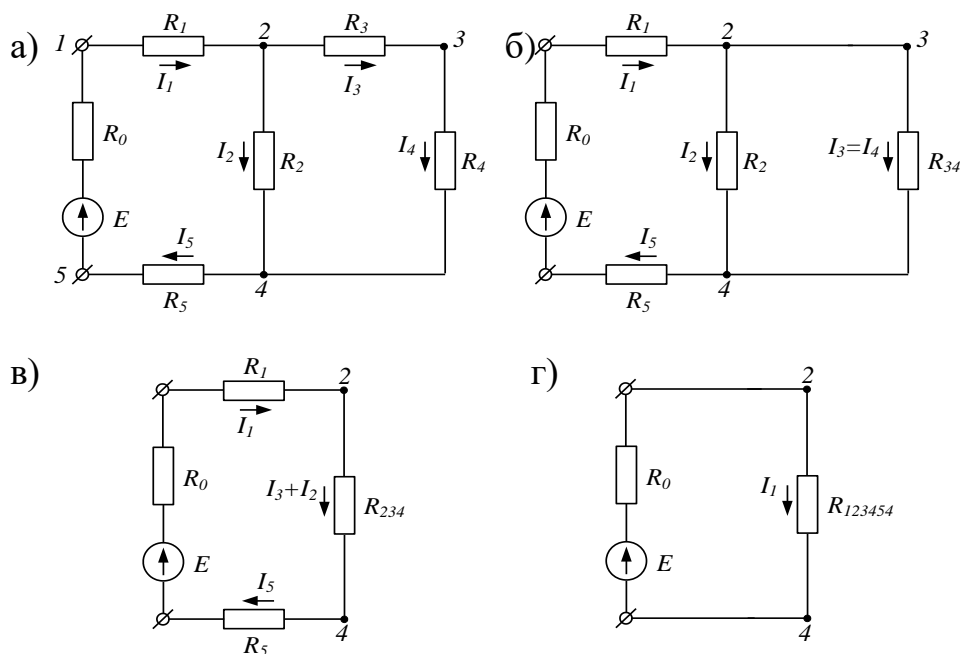 а)
1
R1
2
R3
3
I1
I3
R0
I2
R2
I4
R4
E
I5
5
R5
4
б)
R1
2
3
I1
R0
I2
R2
I3=I4
R34
E
I5
R5
4
в)
R1
2
I1
R0
I3+I2
R234
E
I5
R5
4
г)
2
R0
I1
R123454
E
4